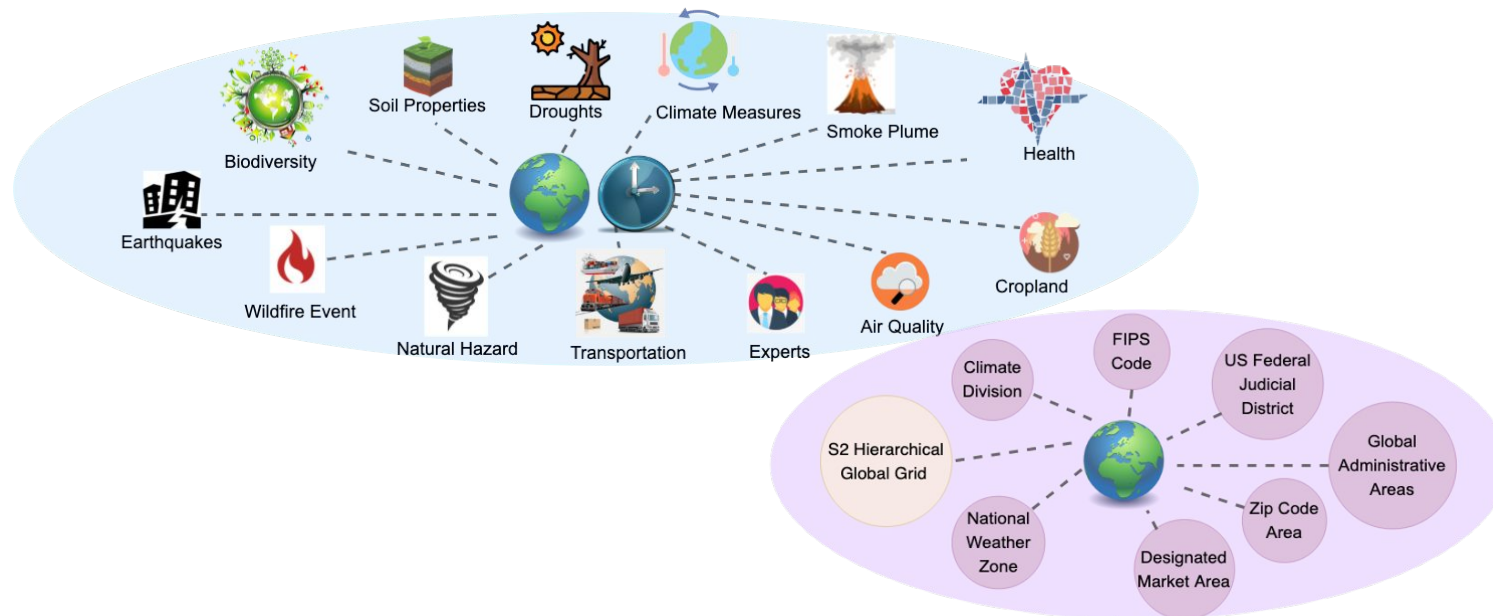 Soil Properties
Droughts
Climate Measures
Smoke Plume
Health
Biodiversity
Earthquakes
Wildfire Event
Natural Hazard
Transportation
Experts
Air Quality
Cropland
FIPS
Code
Climate
Division
US Federal
Judicial
District
S2 Hierarchical
Global Grid
Global
Administrative
Areas
National
Weather
Zone
Designated
Market Area
Zip Code
Area